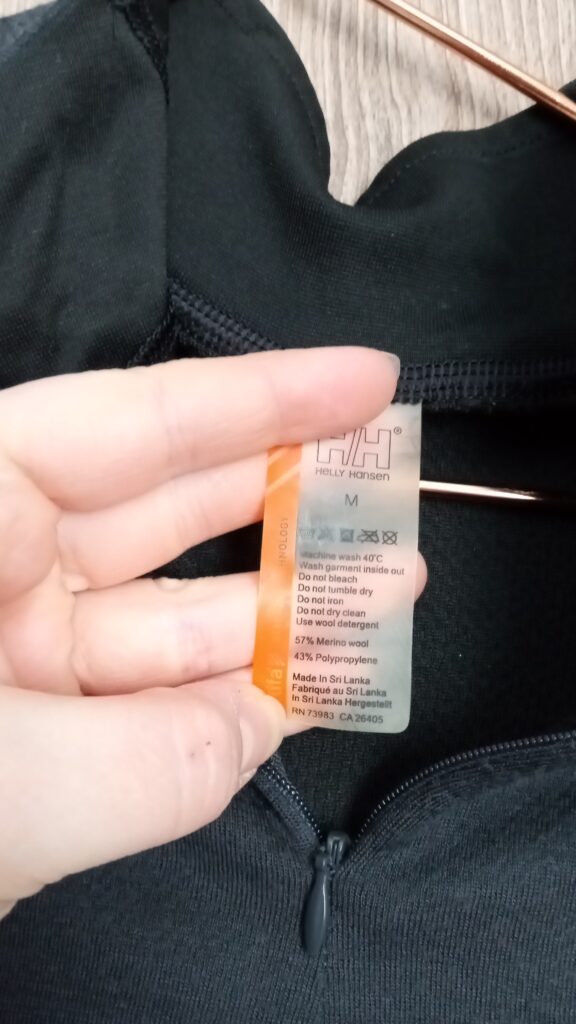 H/H®
HELLY HANSEN
M
Machine wash 40°C
Wash garment inside out
Do not bleach
Do not tumble dry
Do not iron
Do not dry clean
Use wool detergent
57% Merino wool
43% Polypropylene
Made In Sri Lanka
Fabriqué au Sri Lanka
In Sri Lanka Hergestellt
RN 73983 CA 26405